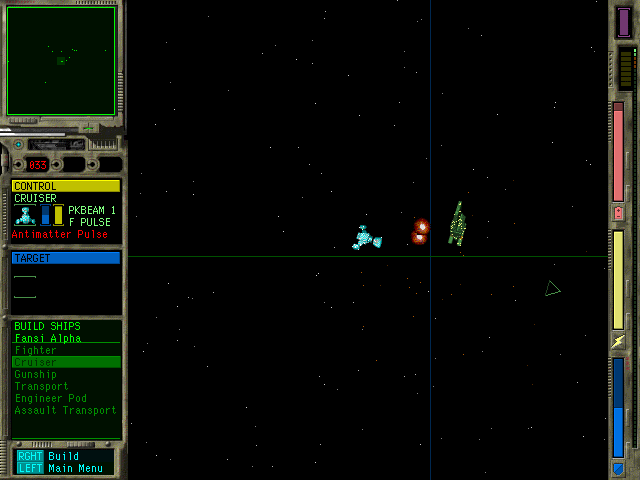 033
CONTROL
CRUISER
PKBEAM 1
F PULSE
Antimatter Pulse
TARGET
BUILD SHIPS
Fansi Alpha
Fighter
Cruiser
Gunship
Transport
Engineer Pod
Assault Transport
RGHT Build
LEFT Main Menu